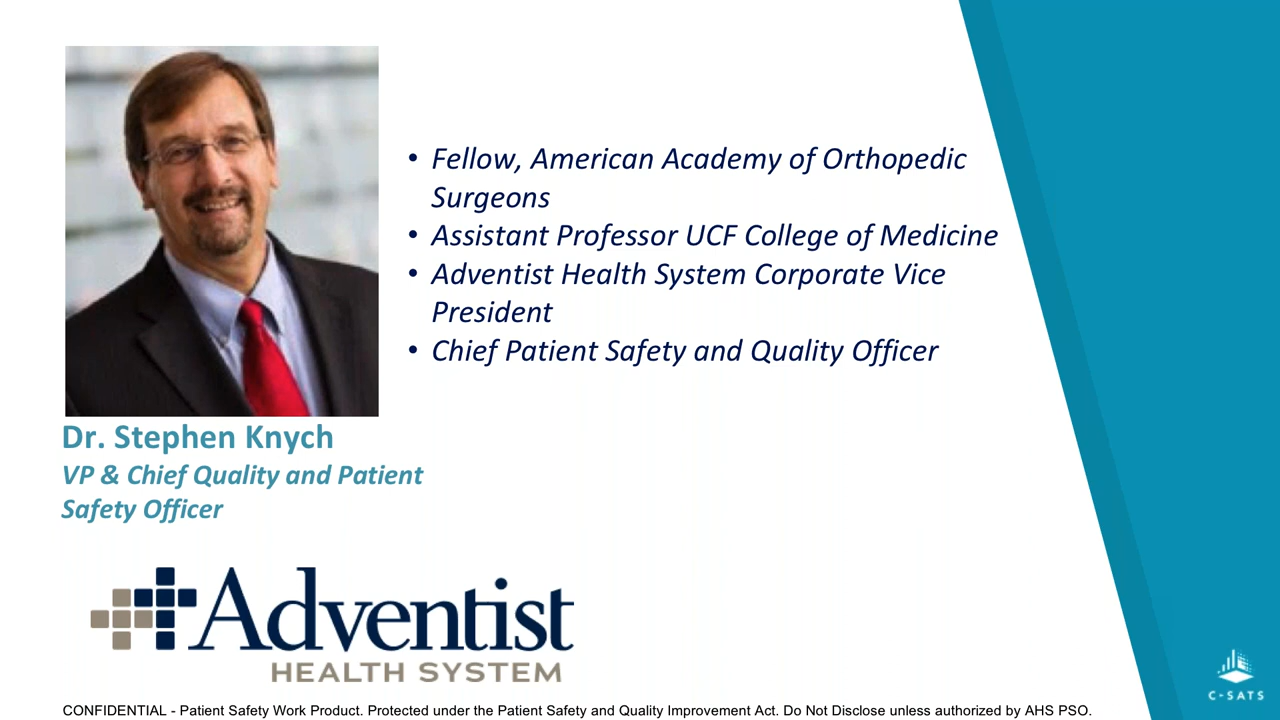 • Fellow, American Academy of Orthopedic
Surgeons
• Assistant Professor UCF College of Medicine
• Adventist Health System Corporate Vice
President
• Chief Patient Safety and Quality Officer
Dr. Stephen Knych
VP & Chief Quality and Patient
Safety Officer
Adventist
HEALTH SYSTEM
C-SATS
CONFIDENTIAL - Patient Safety Work Product. Protected under the Patient Safety and Quality Improvement Act. Do Not Disclose unless authorized by AHS PSO.